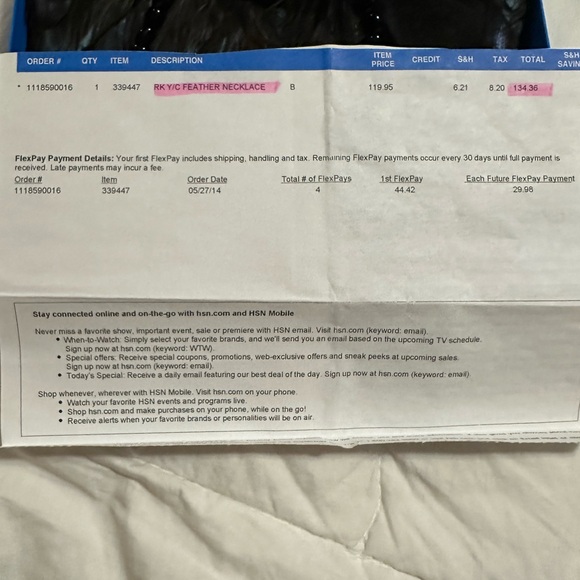 ORDER # QTY ITEM DESCRIPTION ITEM PRICE CREDIT S&H TAX TOTAL S&H SAVIN
* 1118590016 1 339447 RK Y/C FEATHER NECKLACE B 119.95 6.21 8.20 134.36
FlexPay Payment Details: Your first FlexPay includes shipping, handling and tax. Remaining FlexPay payments occur every 30 days until full payment is
received. Late payments may incur a fee.
Order # Item Order Date Total # of FlexPays 1st FlexPay Each Future FlexPay Payment
1118590016 339447 05/27/14 4 44.42 29.98
Stay connected online and on-the-go with hsn.com and HSN Mobile
Never miss a favorite show, important event, sale or premiere with HSN email. Visit hsn.com (keyword: email).
• When-to-Watch: Simply select your favorite brands, and we'll send you an email based on the upcoming TV schedule.
Sign up now at hsn.com (keyword: WTW).
• Special offers: Receive special coupons, promotions, web-exclusive offers and sneak peeks at upcoming sales.
Sign up now at hsn.com (keyword: email)
• Today's Special: Receive a daily email featuring our best deal of the day. Sign up now at hsn.com (keyword: email)
Shop whenever, wherever with HSN Mobile. Visit hsn.com on your phone.
• Watch your favorite HSN events and programs live.
• Shop hsn.com and make purchases on your phone, while on the go!
• Receive alerts when your favorite brands or personalities will be on air.